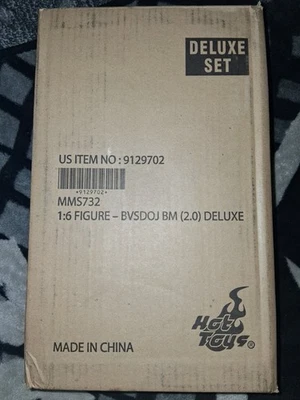 DELUXE
SET
US ITEM NO : 9129702
*9129702*
MMS732
1:6 FIGURE – BVSDOJ BM (2.0) DELUXE
Hot
Toys®
MADE IN CHINA